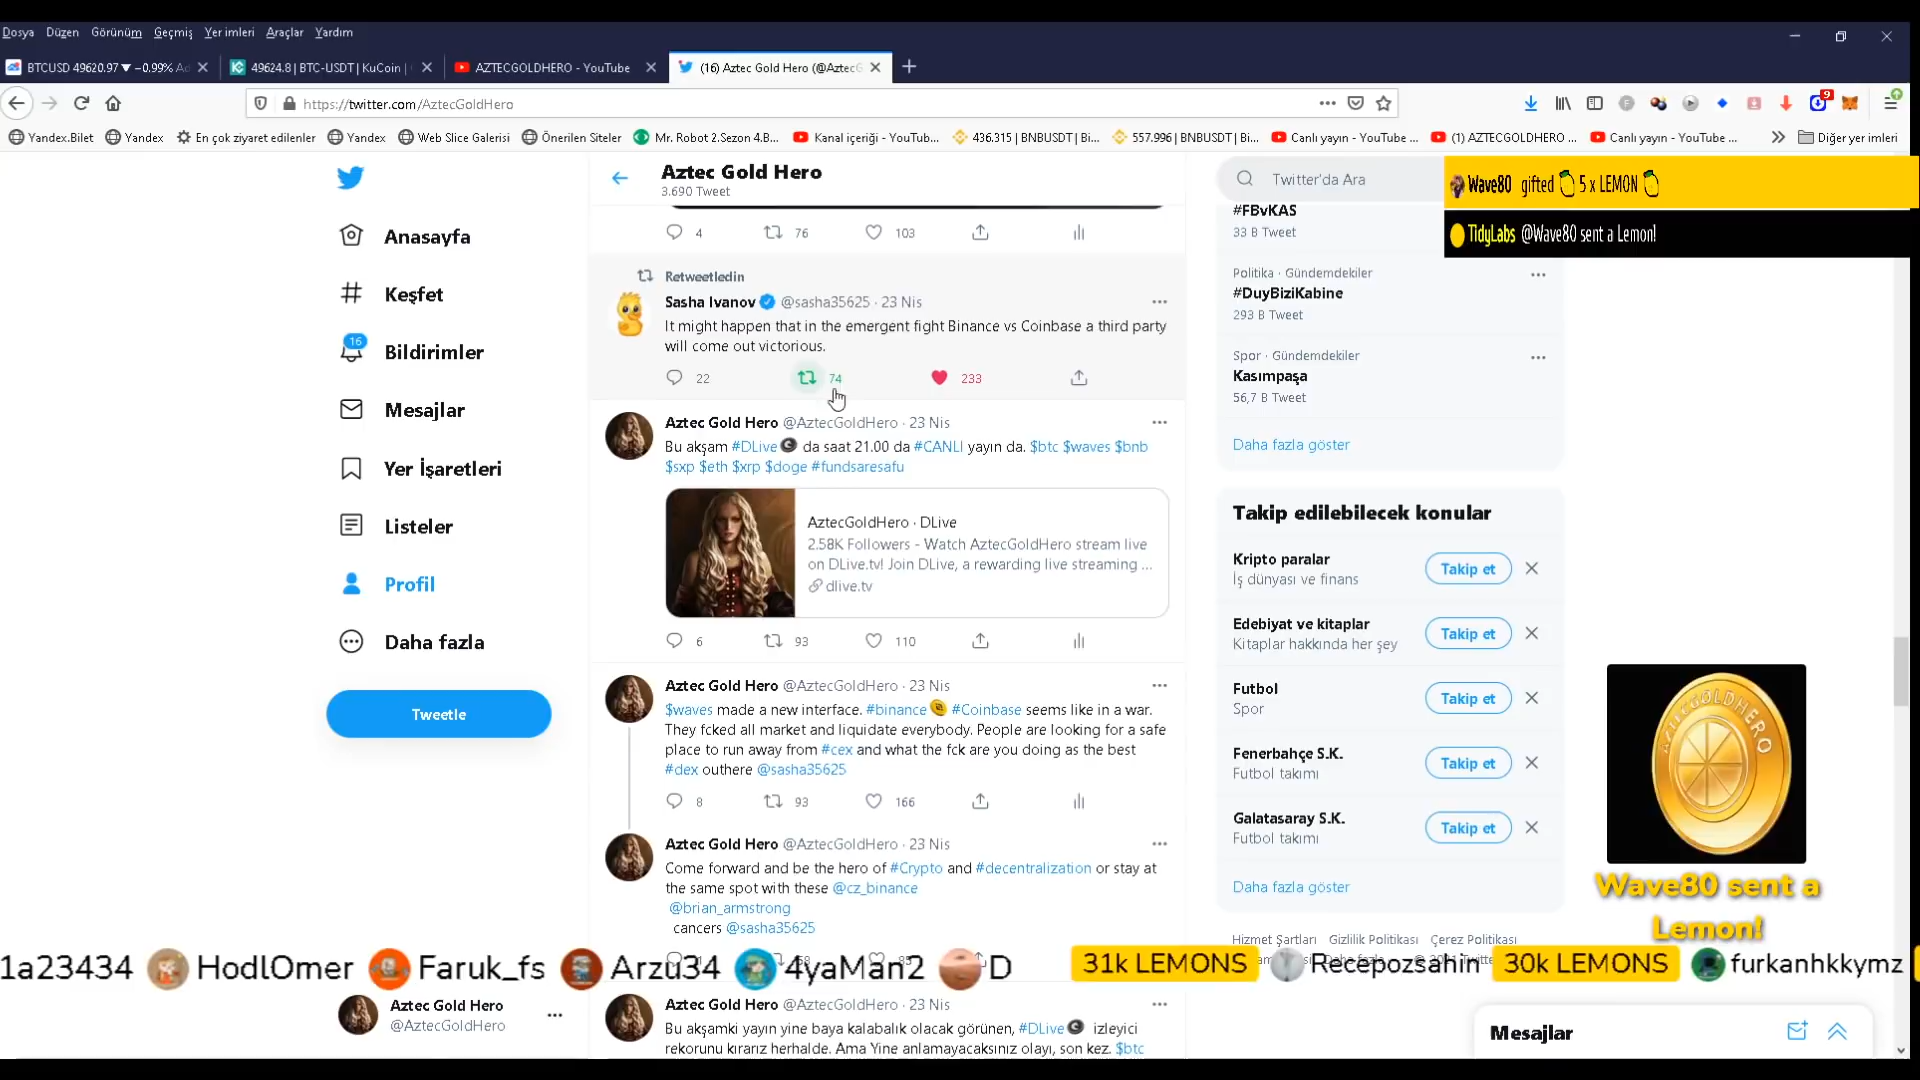 Dosya Düzen Görünüm Geçmiş Yer imleri Araçlar Yardım
BTCUSD 49620.97 ▼ −0.99%
49624.8 | BTC-USDT | KuCoin |
AZTECGOLDHERO - YouTube
(16) Aztec Gold Hero (@AztecG
https://twitter.com/AztecGoldHero
9
Yandex.Bilet Yandex En çok ziyaret edilenler Yandex Web Slice Galerisi Önerilen Siteler Mr. Robot 2.Sezon 4.B... Kanal içeriği - YouTub... 436.315 | BNBUSDT | Bi... 557.996 | BNBUSDT | Bi... Canlı yayın - YouTube ... (1) AZTECGOLDHERO ... Canlı yayın - YouTube ... Diğer yer imleri
Anasayfa
Keşfet
16
Bildirimler
Mesajlar
Yer İşaretleri
Listeler
Profil
Daha fazla
Tweetle
Aztec Gold Hero
@AztecGoldHero
Aztec Gold Hero
3.690 Tweet
4 76 103
Retweetledin
Sasha Ivanov @sasha35625 · 23 Nis
It might happen that in the emergent fight Binance vs Coinbase a third party
will come out victorious.
22 74 233
Aztec Gold Hero @AztecGoldHero · 23 Nis
Bu akşam #DLive da saat 21.00 da #CANLI yayın da. $btc $waves $bnb
$sxp $eth $xrp $doge #fundsaresafu
AztecGoldHero · DLive
2.58K Followers - Watch AztecGoldHero stream live
on DLive.tv! Join DLive, a rewarding live streaming ...
dlive.tv
6 93 110
Aztec Gold Hero @AztecGoldHero · 23 Nis
$waves made a new interface. #binance #Coinbase seems like in a war.
They fcked all market and liquidate everybody. People are looking for a safe
place to run away from #cex and what the fck are you doing as the best
#dex outhere @sasha35625
8 93 166
Aztec Gold Hero @AztecGoldHero · 23 Nis
Come forward and be the hero of #Crypto and #decentralization or stay at
the same spot with these @cz_binance
@brian_armstrong
cancers @sasha35625
Aztec Gold Hero @AztecGoldHero · 23 Nis
Bu akşamki yayın yine baya kalabalık olacak görünen, #DLive izleyici
rekorunu kırarız herhalde. Ama Yine anlamayacaksınız olayı, son kez. $btc
Twitter'da Ara
#FBvKAS
33 B Tweet
Politika · Gündemdekiler
#DuyBiziKabine
293 B Tweet
Spor · Gündemdekiler
Kasımpaşa
56,7 B Tweet
Daha fazla göster
Takip edilebilecek konular
Kripto paralar
İş dünyası ve finans
Takip et
Edebiyat ve kitaplar
Kitaplar hakkında her şey
Takip et
Futbol
Spor
Takip et
Fenerbahçe S.K.
Futbol takımı
Takip et
Galatasaray S.K.
Futbol takımı
Takip et
Daha fazla göster
Hizmet Şartları Gizlilik Politikası Çerez Politikası
Mesajlar
Wave80 gifted 5 x LEMON
TidyLabs @Wave80 sent a Lemon!
AZTECGOLDHERO
Wave80 sent a
Lemon!
1a23434 HodlOmer Faruk_fs Arzu34 4yaMan2 D 31k LEMONS Recepozsahin 30k LEMONS furkanhkkymz